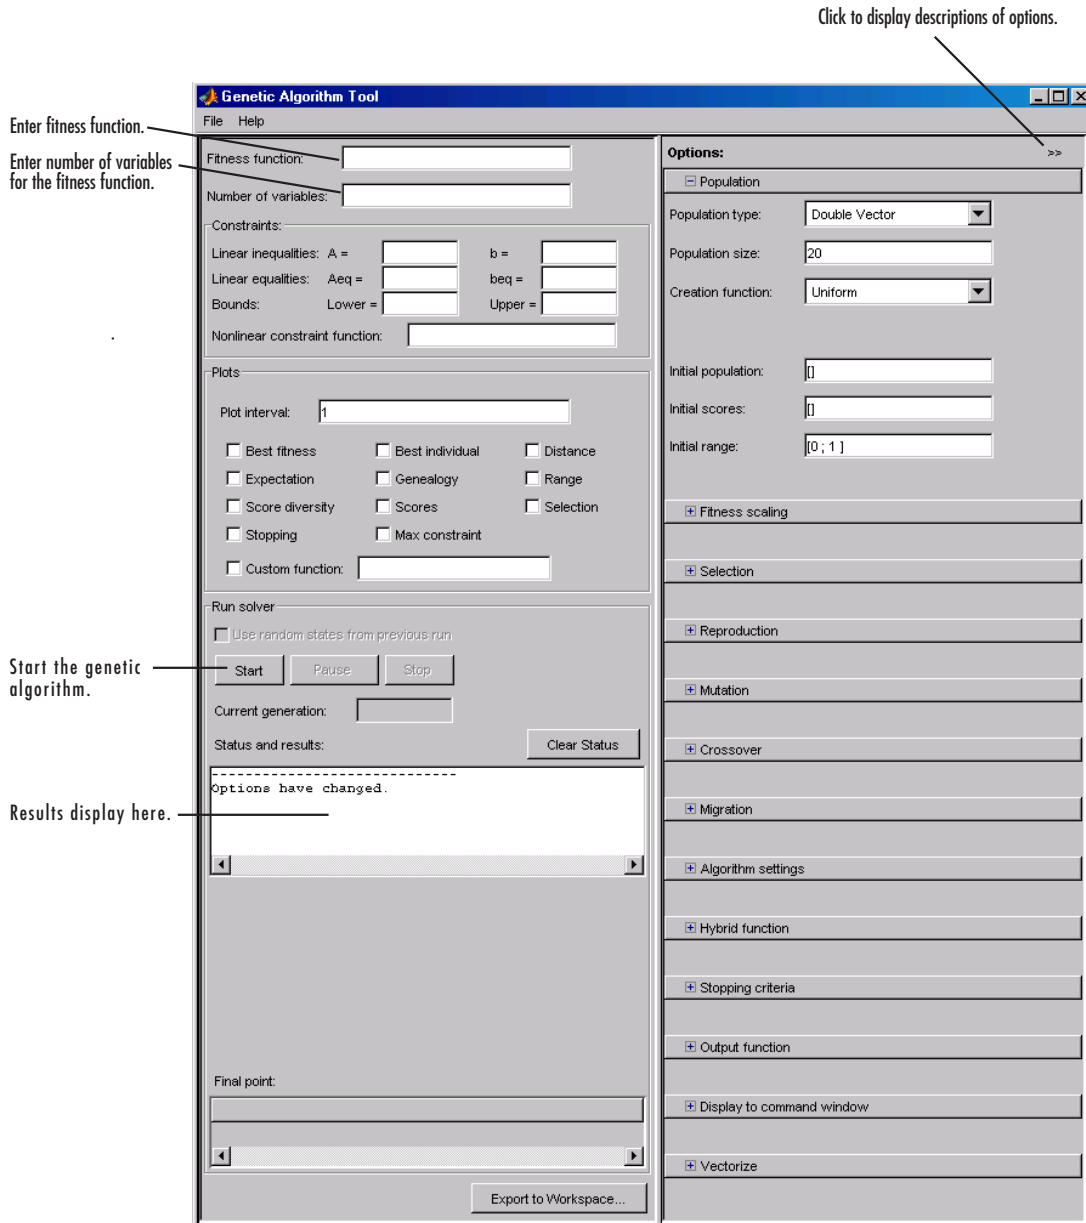 Click to display descriptions of options.
Genetic Algorithm Tool
File Help
Enter fitness function.
Enter number of variables
for the fitness function.
Fitness function:
Number of variables:
Constraints:
Linear inequalities: A = b =
Linear equalities: Aeq = beq =
Bounds: Lower = Upper =
Nonlinear constraint function:
.
Plots
Plot interval: 1
Best fitness Best individual Distance
Expectation Genealogy Range
Score diversity Scores Selection
Stopping Max constraint
Custom function:
Run solver
Use random states from previous run
Start the genetic
algorithm.
Start Pause Stop
Current generation:
Status and results: Clear Status
----------------------------
Options have changed.
Results display here.
Final point:
Export to Workspace...
Options: >>
Population
Population type: Double Vector
Population size: 20
Creation function: Uniform
Initial population: []
Initial scores: []
Initial range: [0 ; 1 ]
Fitness scaling
Selection
Reproduction
Mutation
Crossover
Migration
Algorithm settings
Hybrid function
Stopping criteria
Output function
Display to command window
Vectorize